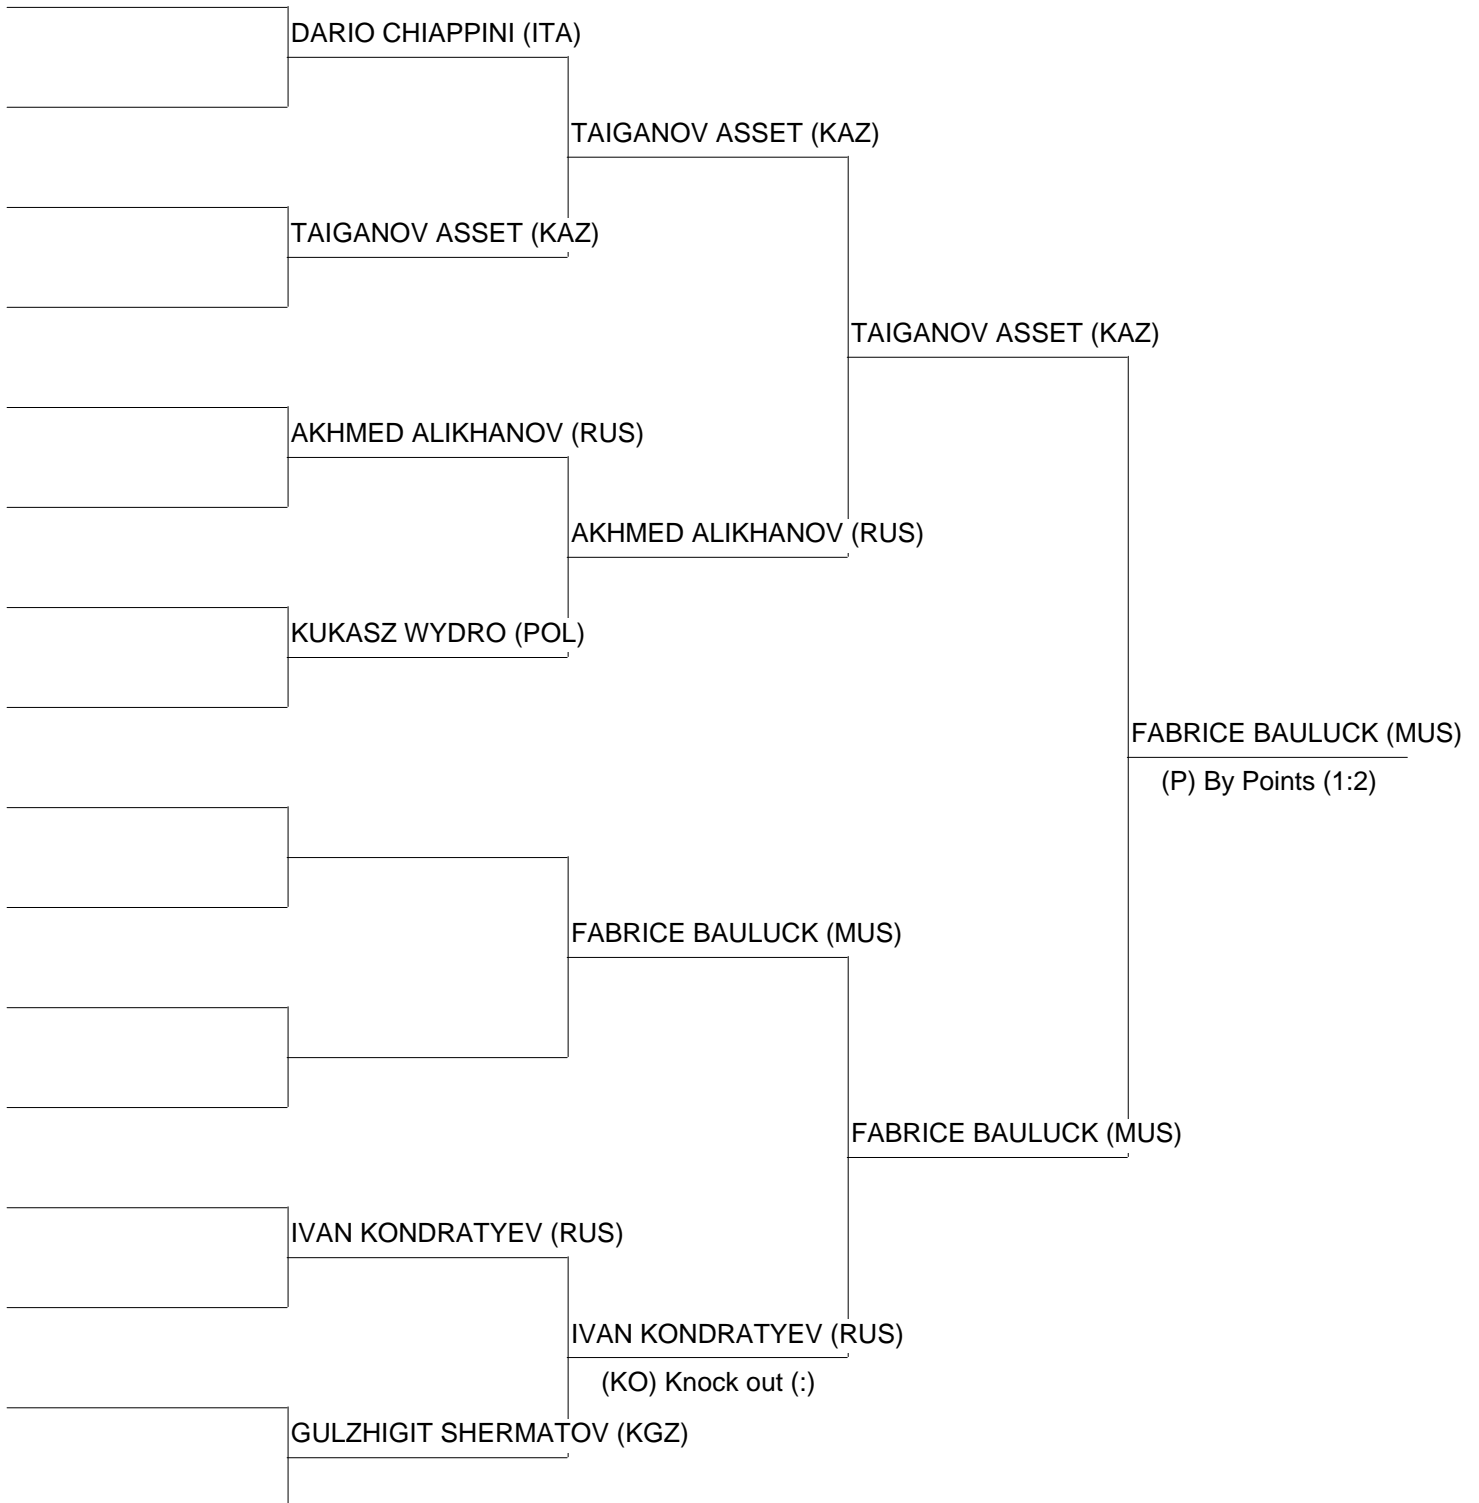 DARIO CHIAPPINI (ITA)
TAIGANOV ASSET (KAZ)
TAIGANOV ASSET (KAZ)
TAIGANOV ASSET (KAZ)
AKHMED ALIKHANOV (RUS)
AKHMED ALIKHANOV (RUS)
KUKASZ WYDRO (POL)
FABRICE BAULUCK (MUS)
(P) By Points (1:2)
FABRICE BAULUCK (MUS)
FABRICE BAULUCK (MUS)
IVAN KONDRATYEV (RUS)
IVAN KONDRATYEV (RUS)
(KO) Knock out (:)
GULZHIGIT SHERMATOV (KGZ)